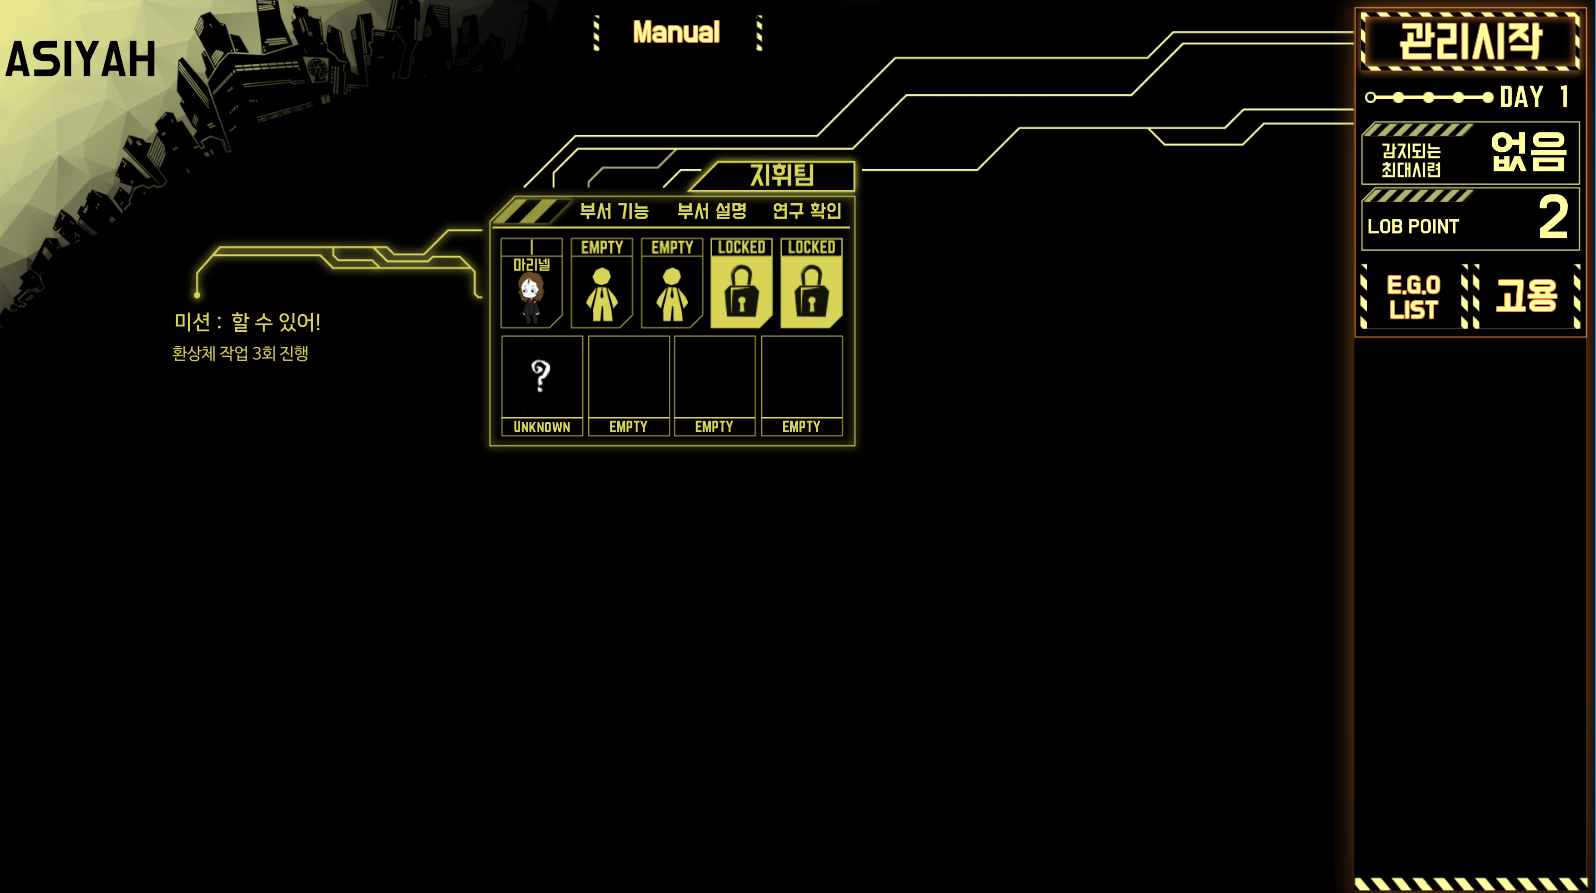 ASIYAH
Manual
관리시작
DAY 1
감지되는
최대시련
없음
LOB POINT
2
E.G.O
LIST
고용
지휘팀
부서 기능 부서 설명 연구 확인
I EMPTY EMPTY LOCKED LOCKED
마리넬
?
UNKNOWN EMPTY EMPTY EMPTY
미션 : 할 수 있어!
환상체 작업 3회 진행